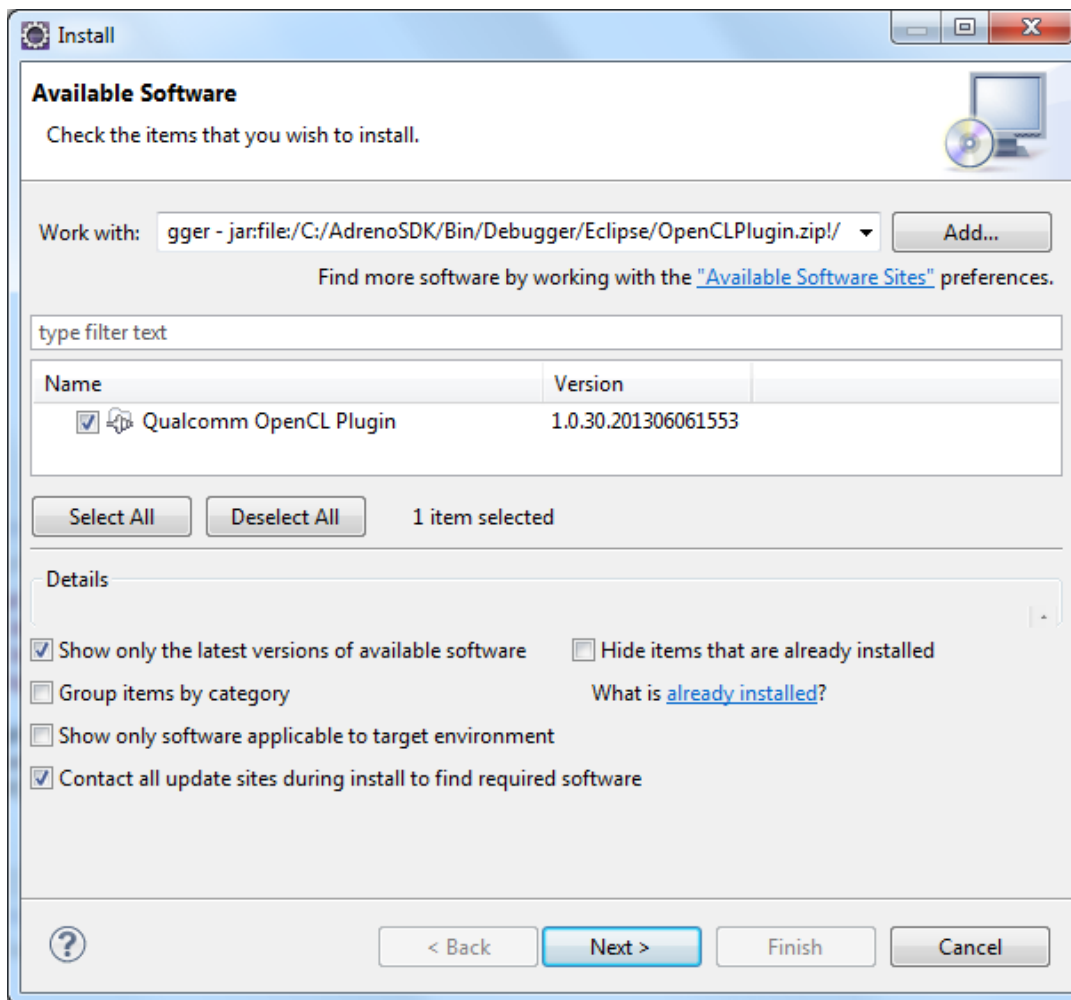 Install
Available Software
Check the items that you wish to install.
Work with: gger - jar:file:/C:/AdrenoSDK/Bin/Debugger/Eclipse/OpenCLPlugin.zip!/ Add...
Find more software by working with the "Available Software Sites" preferences.
type filter text
Name Version
Qualcomm OpenCL Plugin 1.0.30.201306061553
Select All Deselect All 1 item selected
Details
Show only the latest versions of available software Hide items that are already installed
Group items by category What is already installed?
Show only software applicable to target environment
Contact all update sites during install to find required software
? < Back Next > Finish Cancel